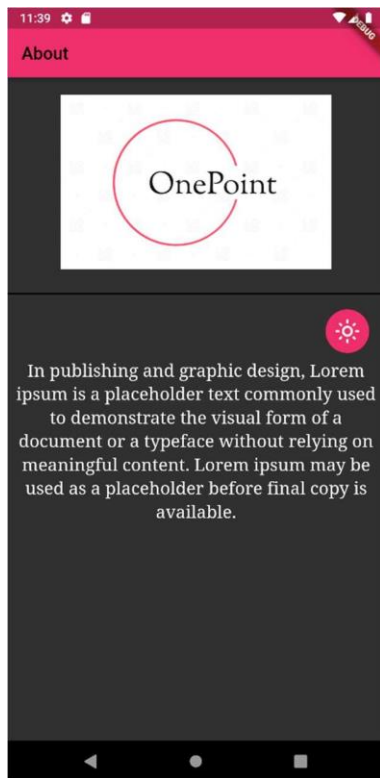 11:39
DEBUG
About
OnePoint
In publishing and graphic design, Lorem
ipsum is a placeholder text commonly used
to demonstrate the visual form of a
document or a typeface without relying on
meaningful content. Lorem ipsum may be
used as a placeholder before final copy is
available.